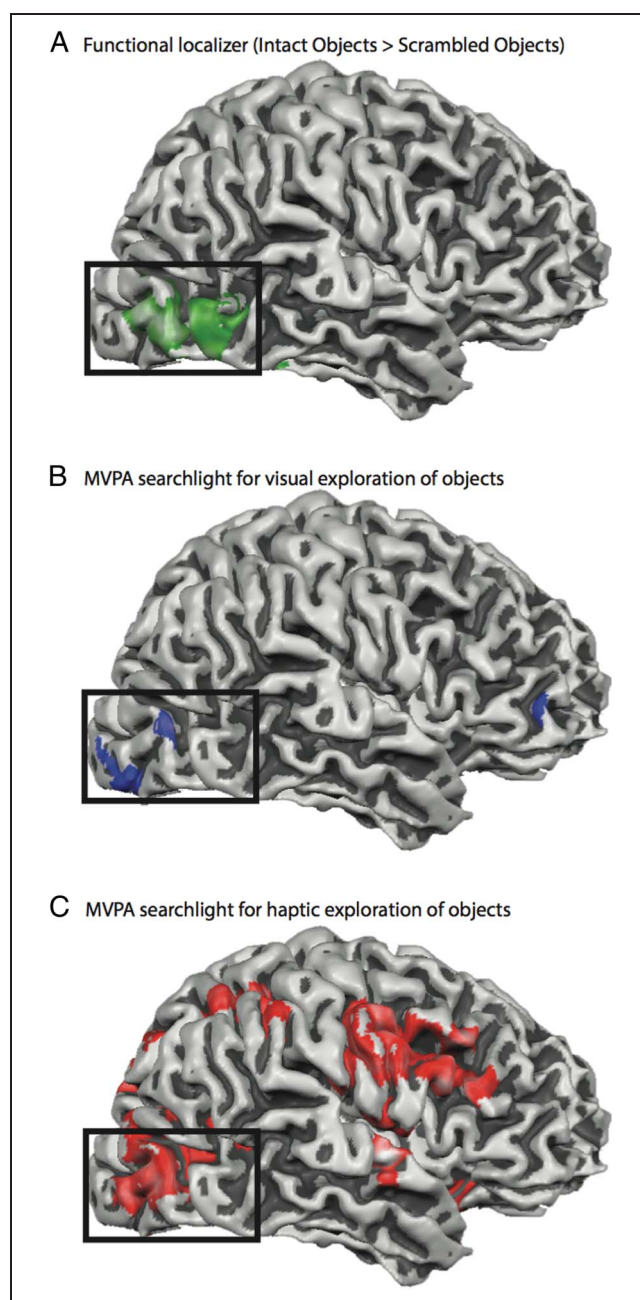 A Functional localizer (Intact Objects > Scrambled Objects)
B MVPA searchlight for visual exploration of objects
C MVPA searchlight for haptic exploration of objects